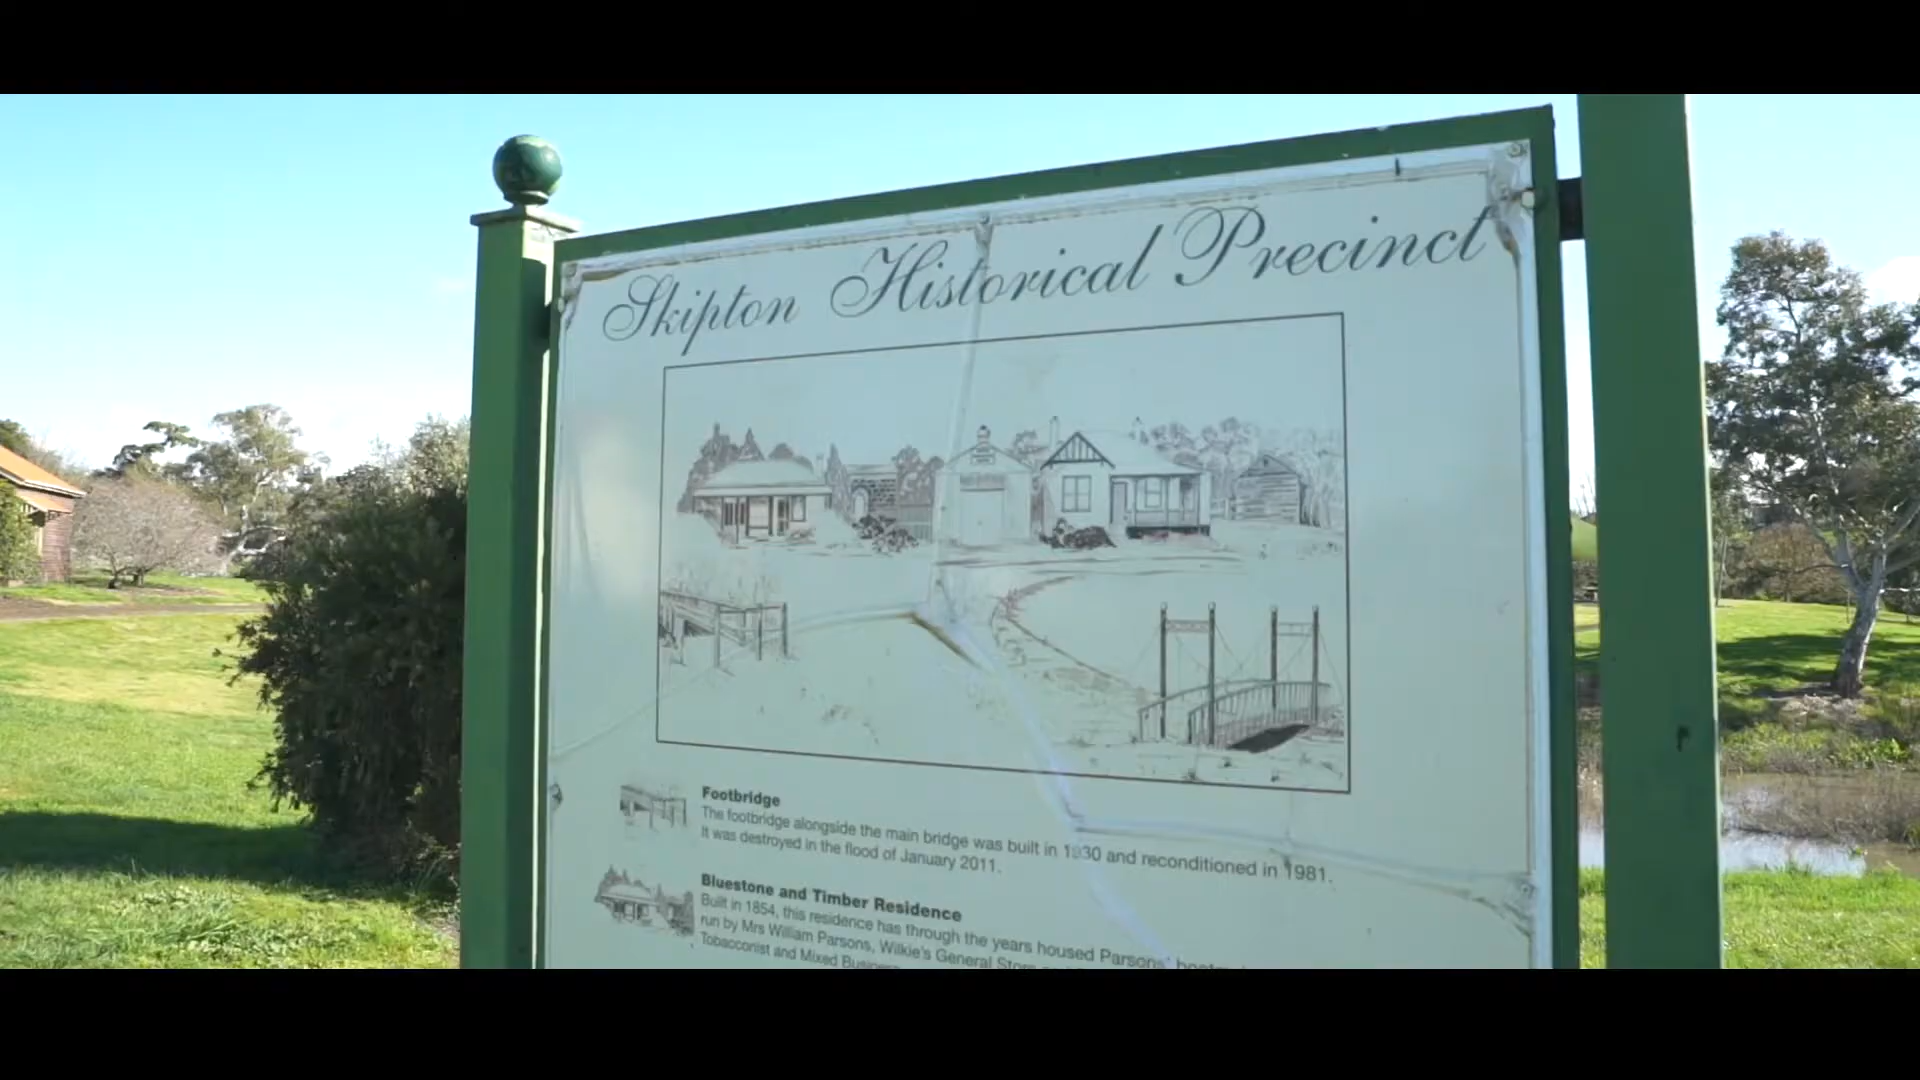 Skipton Historical Precinct
Footbridge
The footbridge alongside the main bridge was built in 1930 and reconditioned in 1981.
It was destroyed in the flood of January 2011.
Bluestone and Timber Residence
Built in 1854, this residence has through the years housed Parsons'
run by Mrs William Parsons, Wilkie's General Store
Tobacconist and Mixed Business